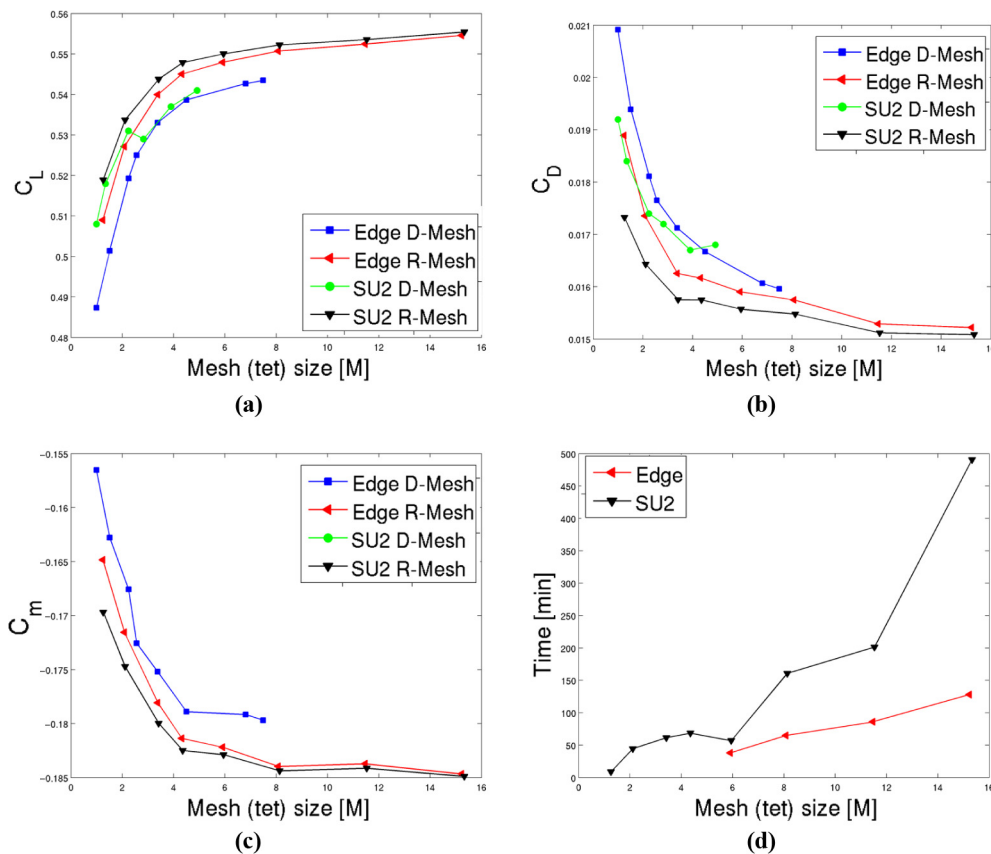 0.56
0.55
0.54
0.53
0.52
0.51
0.5
0.49
0.48
C_L
0 2 4 6 8 10 12 14 16
Mesh (tet) size [M]
Edge D-Mesh
Edge R-Mesh
SU2 D-Mesh
SU2 R-Mesh
(a)
0.021
0.02
0.019
0.018
0.017
0.016
0.015
C_D
0 2 4 6 8 10 12 14 16
Mesh (tet) size [M]
Edge D-Mesh
Edge R-Mesh
SU2 D-Mesh
SU2 R-Mesh
(b)
−0.155
−0.16
−0.165
−0.17
−0.175
−0.18
−0.185
C_m
0 2 4 6 8 10 12 14 16
Mesh (tet) size [M]
Edge D-Mesh
Edge R-Mesh
SU2 D-Mesh
SU2 R-Mesh
(c)
500
450
400
350
300
250
200
150
100
50
0
Time [min]
0 2 4 6 8 10 12 14 16
Mesh (tet) size [M]
Edge
SU2
(d)